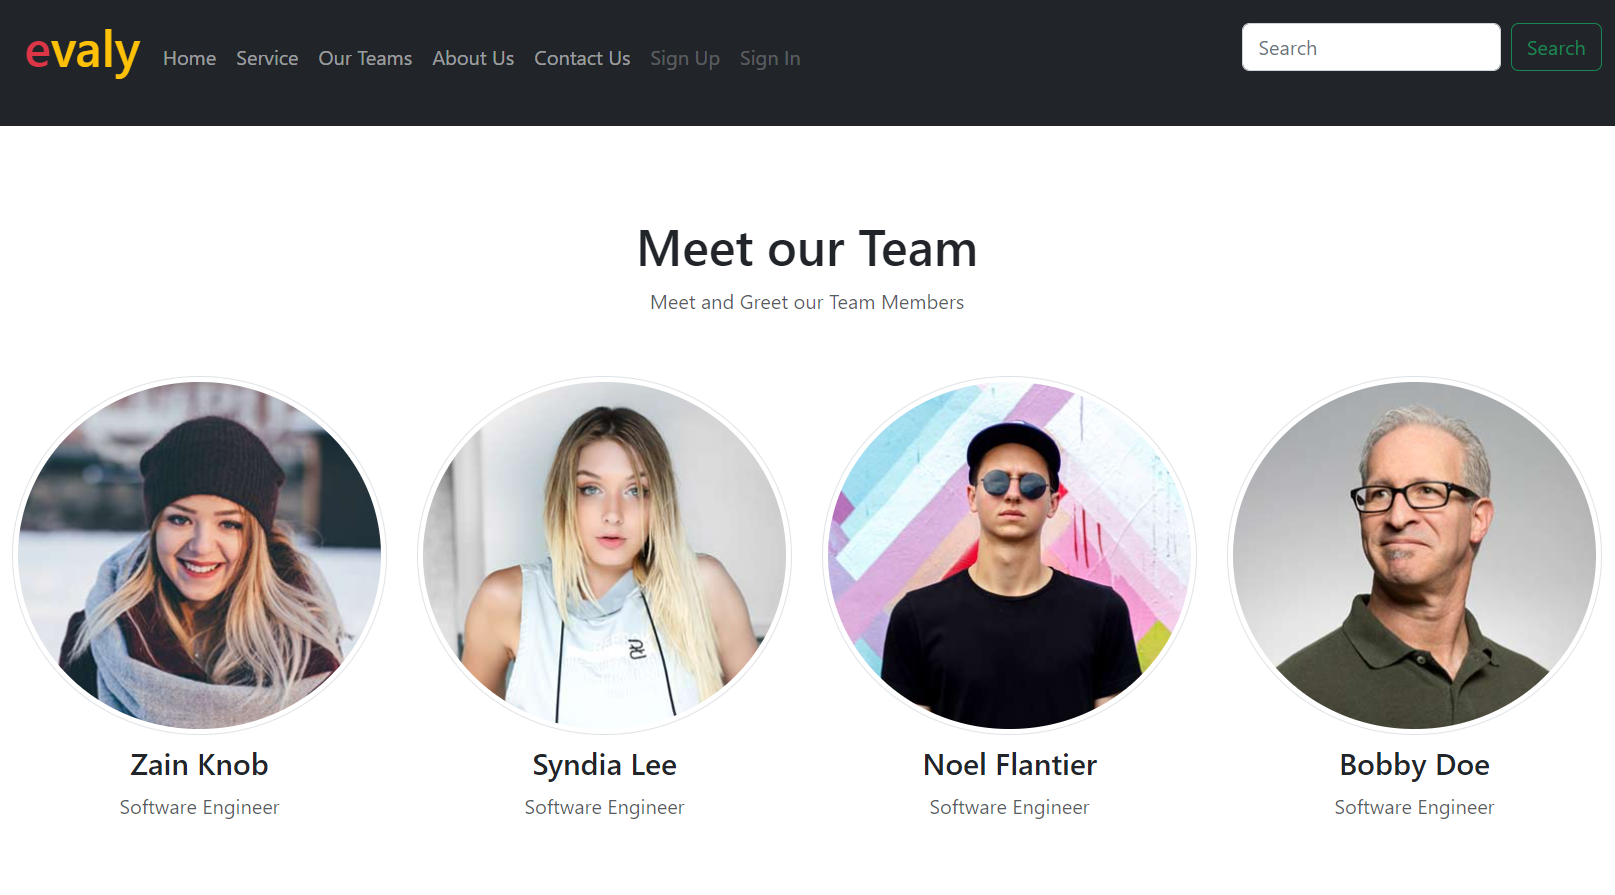 evaly Home Service Our Teams About Us Contact Us Sign Up Sign In Search Search
Meet our Team
Meet and Greet our Team Members
Zain Knob Syndia Lee Noel Flantier Bobby Doe
Software Engineer Software Engineer Software Engineer Software Engineer